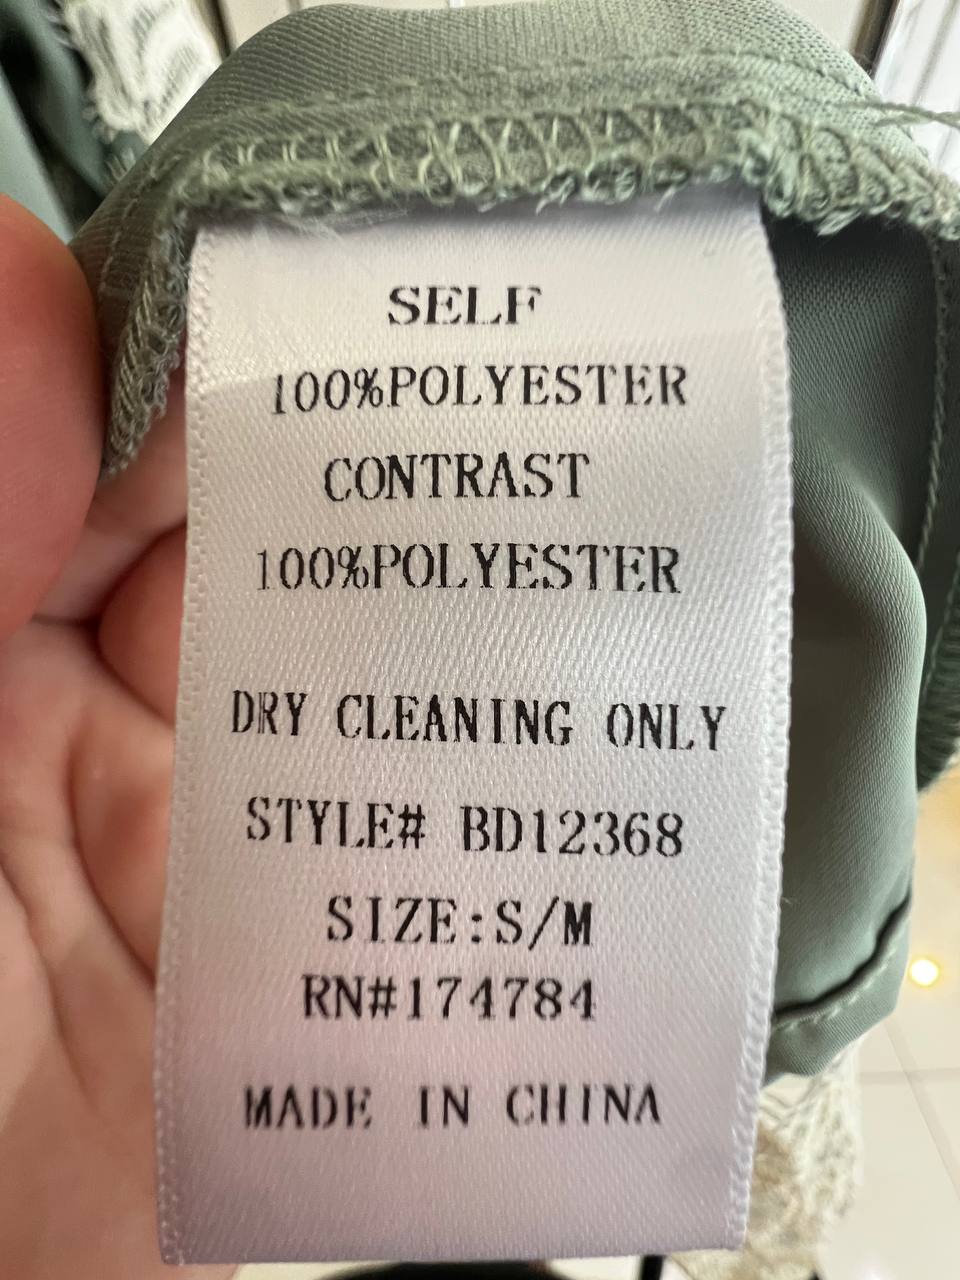 SELF
100%POLYESTER
CONTRAST
100%POLYESTER
DRY CLEANING ONLY
STYLE# BD12368
SIZE:S/M
RN#174784
MADE IN CHINA